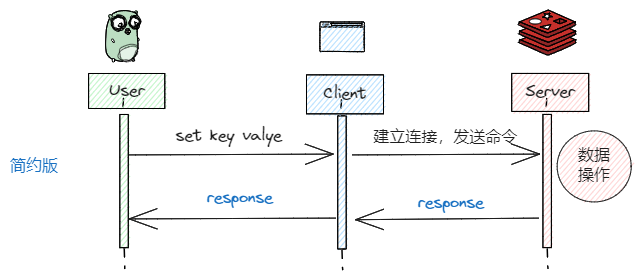 User
Client
Server
set key valye
建立连接，发送命令
简约版
数据
操作
response
response